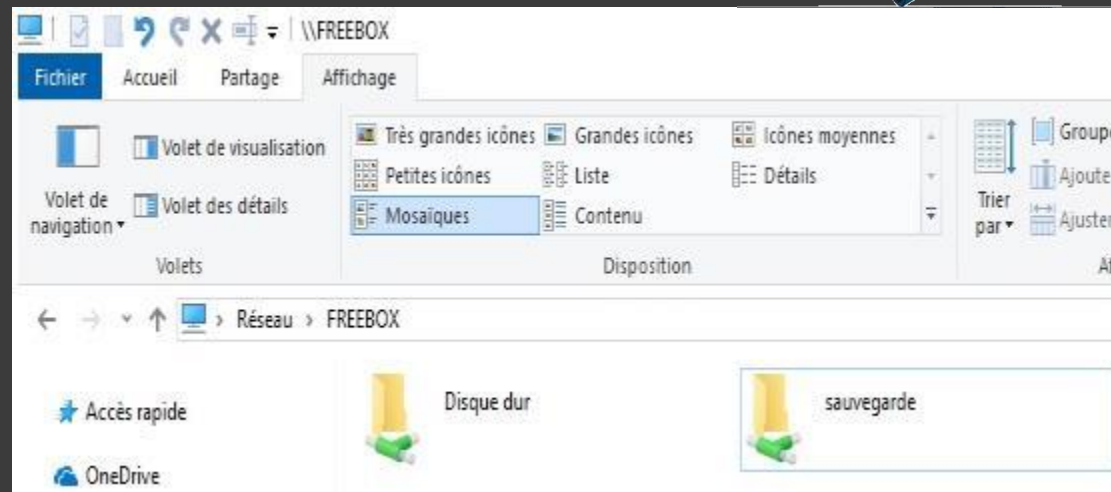 \\FREEBOX
Fichier Accueil Partage Affichage
Volet de navigation
Volet de visualisation
Volet des détails
Volets
Très grandes icônes Grandes icônes Icônes moyennes
Petites icônes Liste Détails
Mosaïques Contenu
Disposition
Trier par
Réseau > FREEBOX
Accès rapide
OneDrive
Disque dur
sauvegarde